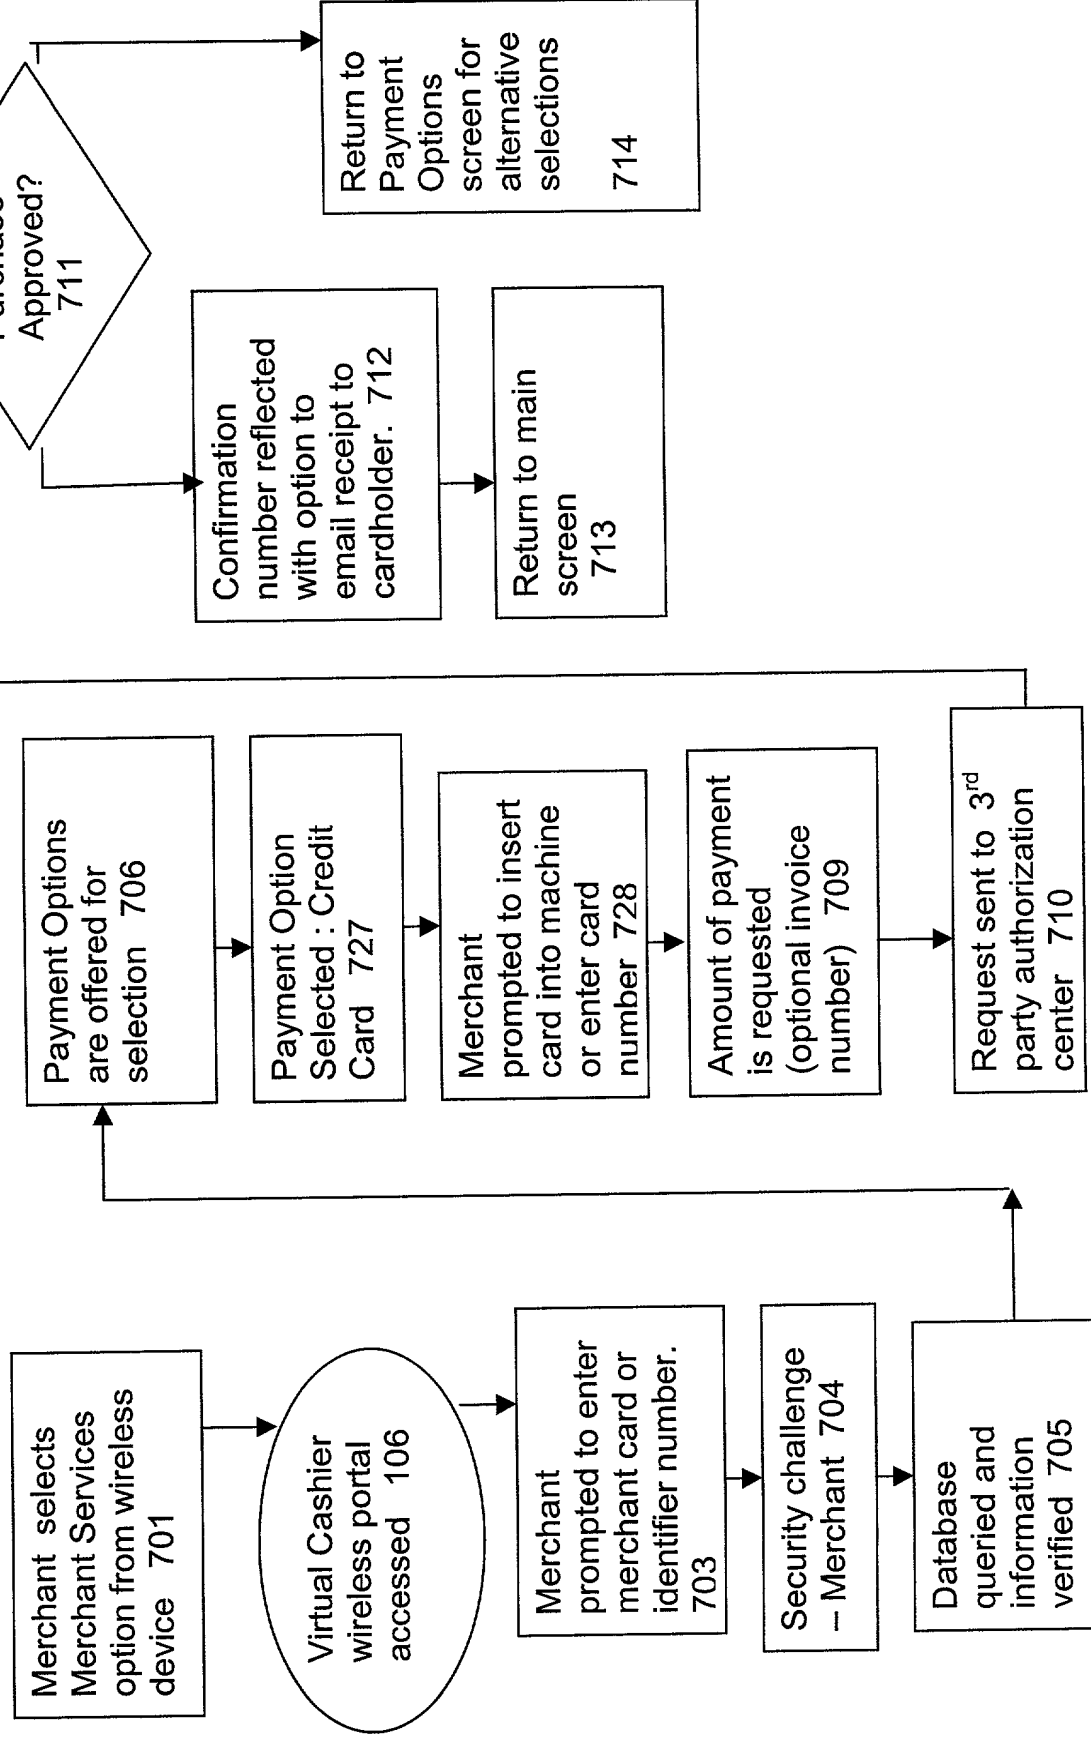 Merchant selects
Merchant Services
option from wireless
device 701
Virtual Cashier
wireless portal
accessed 106
Merchant
prompted to enter
merchant card or
identifier number.
703
Security challenge
– Merchant 704
Database
queried and
information
verified 705
Payment Options
are offered for
selection 706
Payment Option
Selected : Credit
Card 727
Merchant
prompted to insert
card into machine
or enter card
number 728
Amount of payment
is requested
(optional invoice
number) 709
Request sent to 3rd
party authorization
center 710
Approved?
711
Confirmation
number reflected
with option to
email receipt to
cardholder. 712
Return to main
screen
713
Return to
Payment
Options
screen for
alternative
selections
714